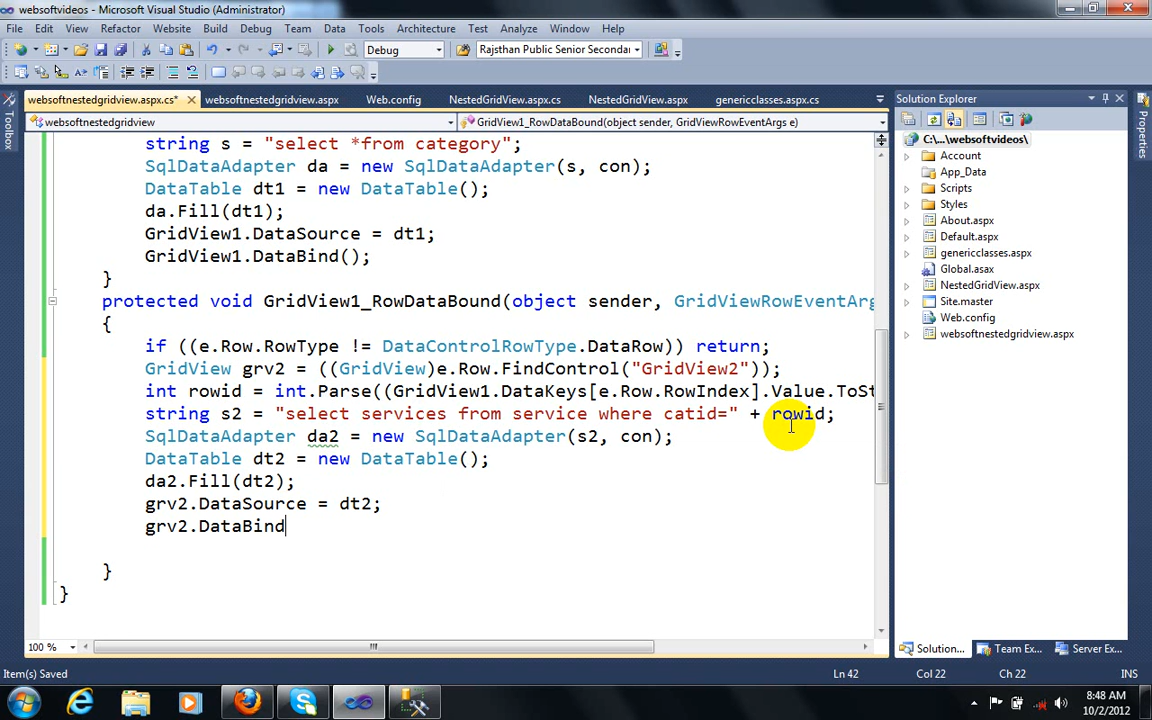 websoftvideos - Microsoft Visual Studio (Administrator)
File Edit View Refactor Website Build Debug Team Data Tools Architecture Test Analyze Window Help
Debug Rajasthan Public Senior Secondar
websoftnestedgridview.aspx.cs* websoftnestedgridview.aspx Web.config NestedGridView.aspx.cs NestedGridView.aspx genericclasses.aspx.cs
websoftnestedgridview GridView1_RowDataBound(object sender, GridViewRowEventArgs e)
Toolbox
string s = "select *from category";
SqlDataAdapter da = new SqlDataAdapter(s, con);
DataTable dt1 = new DataTable();
da.Fill(dt1);
GridView1.DataSource = dt1;
GridView1.DataBind();
}
protected void GridView1_RowDataBound(object sender, GridViewRowEventArg
{
if ((e.Row.RowType != DataControlRowType.DataRow)) return;
GridView grv2 = ((GridView)e.Row.FindControl("GridView2"));
int rowid = int.Parse((GridView1.DataKeys[e.Row.RowIndex].Value.ToSt
string s2 = "select services from service where catid=" + rowid;
SqlDataAdapter da2 = new SqlDataAdapter(s2, con);
DataTable dt2 = new DataTable();
da2.Fill(dt2);
grv2.DataSource = dt2;
grv2.DataBind
}
}
100 %
Solution Explorer
C:\...\websoftvideos\
Account
App_Data
Scripts
Styles
About.aspx
Default.aspx
genericclasses.aspx
Global.asax
NestedGridView.aspx
Site.master
Web.config
websoftnestedgridview.aspx
Solution... Team Ex... Server Ex...
Properties
Item(s) Saved Ln 42 Col 22 Ch 22 INS
8:48 AM
10/2/2012